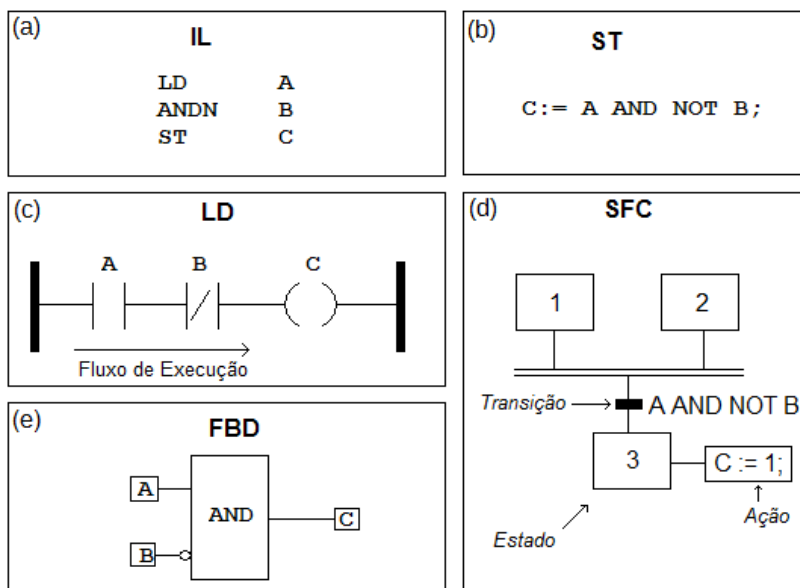 (a)
IL
LD A
ANDN B
ST C
(b)
ST
C:= A AND NOT B;
(c)
LD
A B C
Fluxo de Execução
(d)
SFC
1 2
Transição A AND NOT B
3 C := 1;
Estado
Ação
(e)
FBD
A
AND
C
B